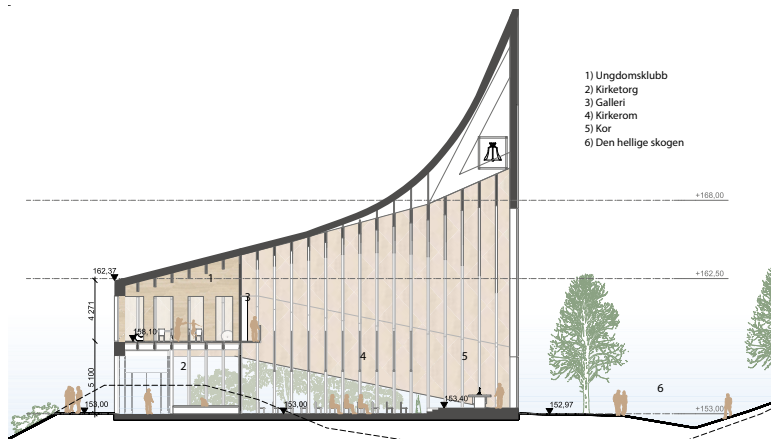 1) Ungdomsklubb
2) Kirketorg
3) Galleri
4) Kirkerom
5) Kor
6) Den hellige skogen
+168,00
162,37
+162,50
1
3
4 271
158,10
2
4
5
6
5 100
153,00
153,00
153,40
152,97
+153,00